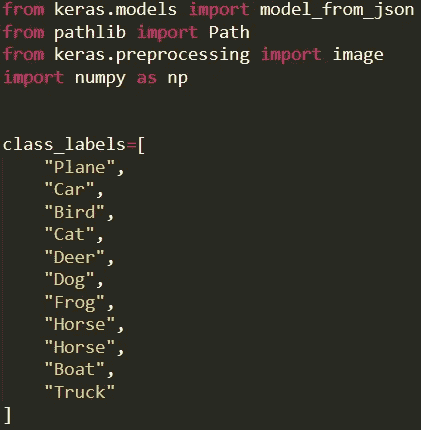 from keras.models import model_from_json
from pathlib import Path
from keras.preprocessing import image
import numpy as np
class_labels=[
"Plane",
"Car",
"Bird",
"Cat",
"Deer",
"Dog",
"Frog",
"Horse",
"Horse",
"Boat",
"Truck"
]